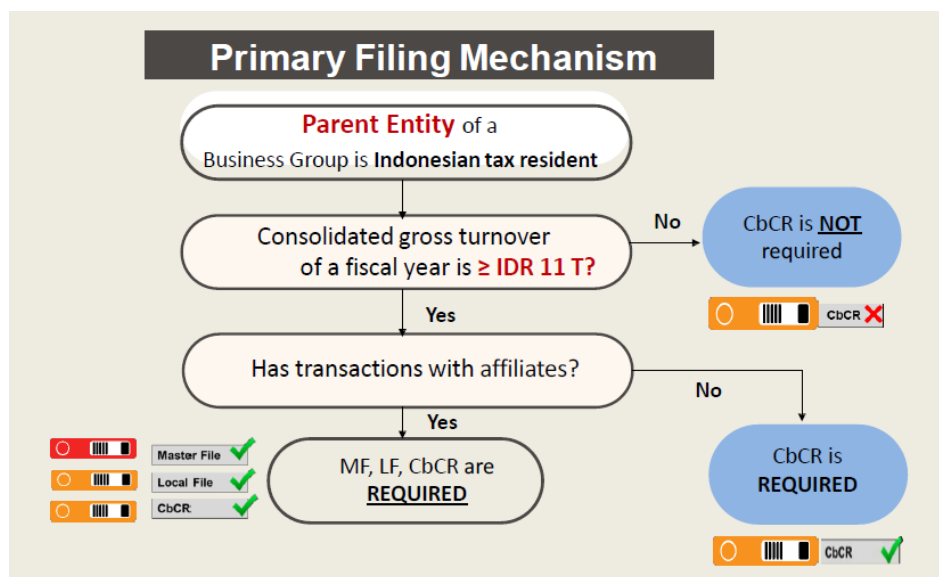 Primary Filing Mechanism
Parent Entity of a
Business Group is Indonesian tax resident
Consolidated gross turnover
of a fiscal year is ≥ IDR 11 T?
No
CbCR is NOT
required
CbCR
Yes
Has transactions with affiliates?
No
Yes
Master File
Local File
CbCR
MF, LF, CbCR are
REQUIRED
CbCR is
REQUIRED
CbCR